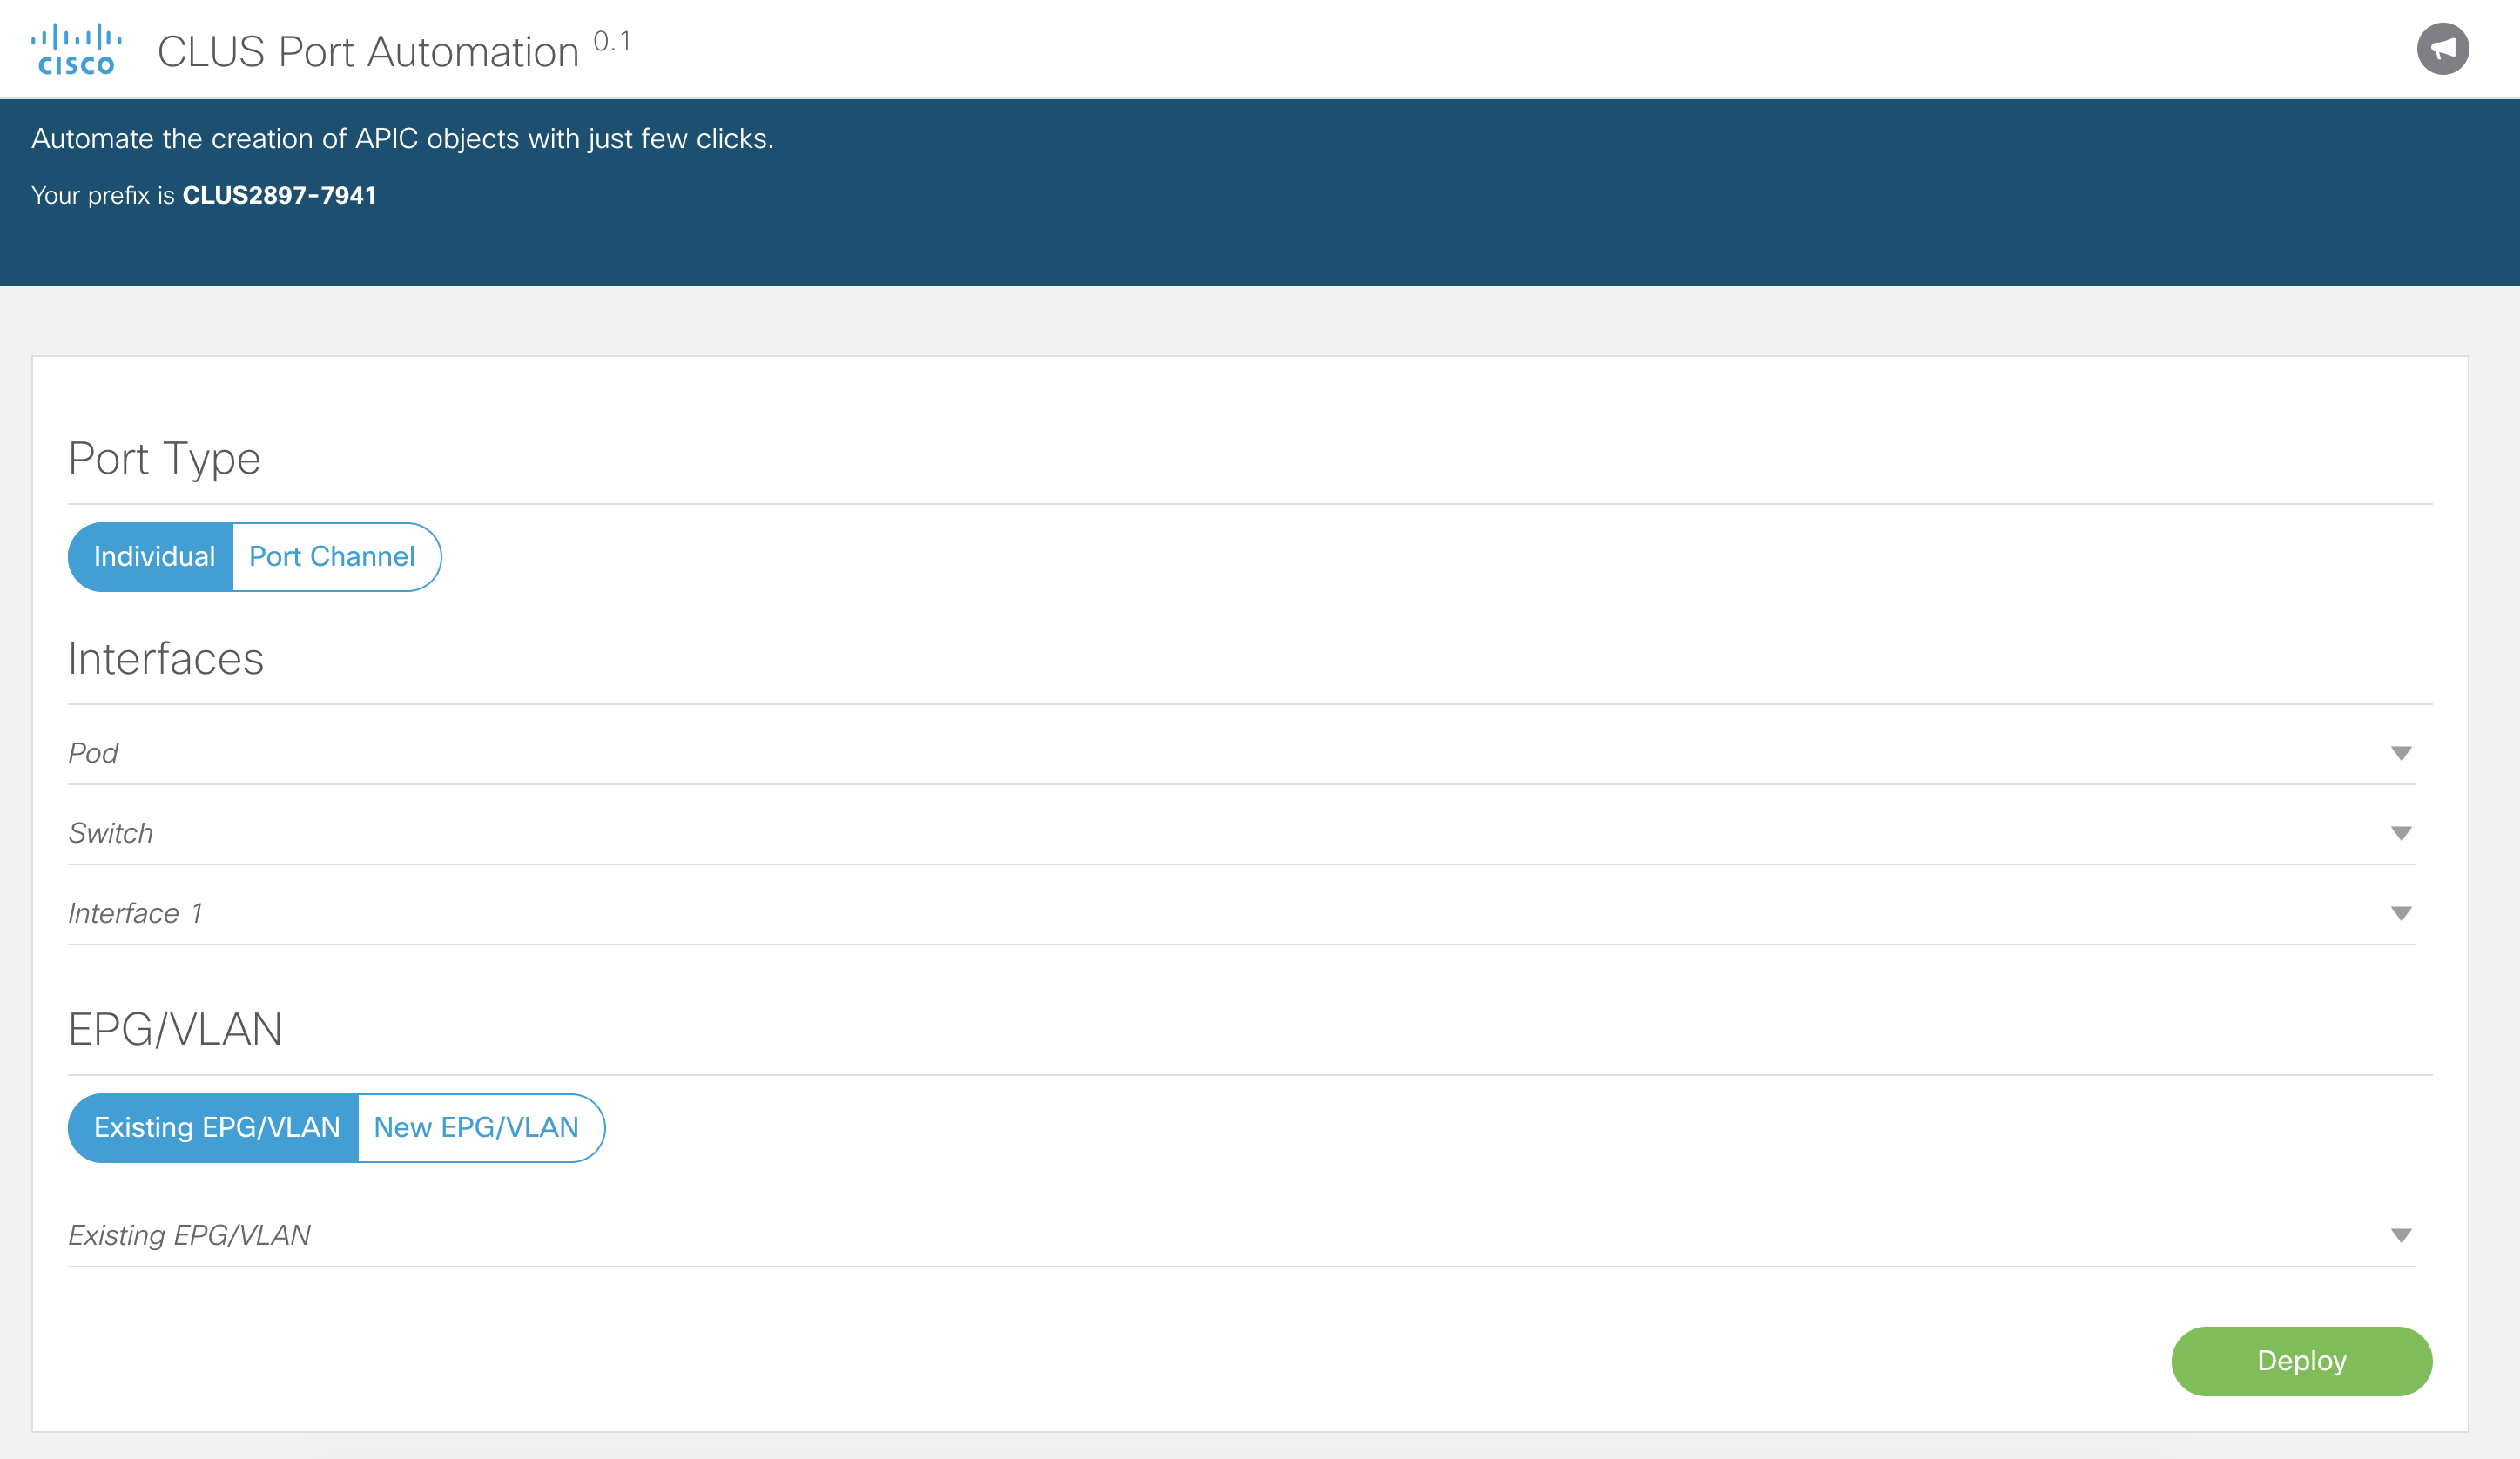 cisco
CLUS Port Automation 0.1
Automate the creation of APIC objects with just few clicks.
Your prefix is CLUS2897-7941
Port Type
Individual Port Channel
Interfaces
Pod
Switch
Interface 1
EPG/VLAN
Existing EPG/VLAN New EPG/VLAN
Existing EPG/VLAN
Deploy